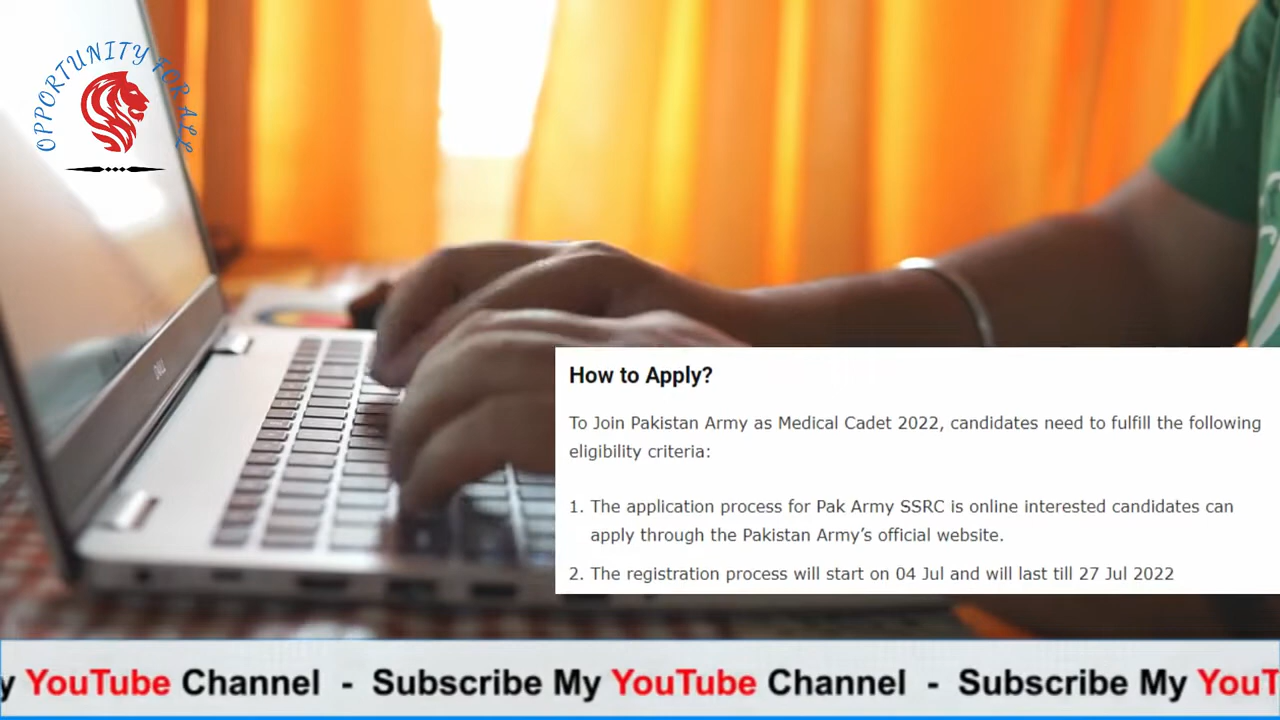 OPPORTUNITY FOR ALL
DELL
How to Apply?
To Join Pakistan Army as Medical Cadet 2022, candidates need to fulfill the following
eligibility criteria:
1. The application process for Pak Army SSRC is online interested candidates can
apply through the Pakistan Army’s official website.
2. The registration process will start on 04 Jul and will last till 27 Jul 2022
y YouTube Channel - Subscribe My YouTube Channel - Subscribe My YouT